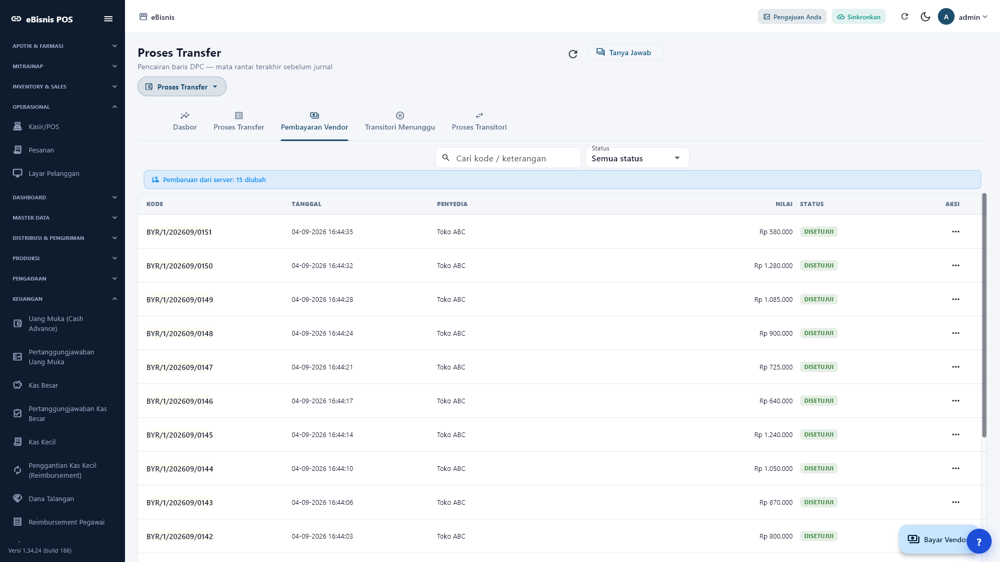 eBisnis POS
APOTIK & FARMASI
MITRAINAP
INVENTORY & SALES
OPERASIONAL
Kasir/POS
Pesanan
Layar Pelanggan
DASHBOARD
MASTER DATA
DISTRIBUSI & PENGIRIMAN
PRODUKSI
PENGADAAN
KEUANGAN
Uang Muka (Cash
Advance)
Pertanggungjawaban
Uang Muka
Kas Besar
Pertanggungjawaban Kas
Besar
Kas Kecil
Penggantian Kas Kecil
(Reimbursement)
Dana Talangan
Reimbursement Pegawai
Versi 1.34.24 (build 186)
eBisnis
Pengajuan Anda
Sinkronkan
A
admin
Proses Transfer
Pencairan baris DPC — mata rantai terakhir sebelum jurnal
Tanya Jawab
Proses Transfer
Dasbor
Proses Transfer
Pembayaran Vendor
Transitori Menunggu
Proses Transitori
Cari kode / keterangan
Status
Semua status
Pembaruan dari server: 15 diubah
KODE TANGGAL PENYEDIA NILAI STATUS AKSI
BYR/1/202609/0151 04-09-2026 16:44:35 Toko ABC Rp 580.000 DISETUJUI
BYR/1/202609/0150 04-09-2026 16:44:32 Toko ABC Rp 1.280.000 DISETUJUI
BYR/1/202609/0149 04-09-2026 16:44:28 Toko ABC Rp 1.085.000 DISETUJUI
BYR/1/202609/0148 04-09-2026 16:44:24 Toko ABC Rp 900.000 DISETUJUI
BYR/1/202609/0147 04-09-2026 16:44:21 Toko ABC Rp 725.000 DISETUJUI
BYR/1/202609/0146 04-09-2026 16:44:17 Toko ABC Rp 640.000 DISETUJUI
BYR/1/202609/0145 04-09-2026 16:44:14 Toko ABC Rp 1.240.000 DISETUJUI
BYR/1/202609/0144 04-09-2026 16:44:10 Toko ABC Rp 1.050.000 DISETUJUI
BYR/1/202609/0143 04-09-2026 16:44:06 Toko ABC Rp 870.000 DISETUJUI
BYR/1/202609/0142 04-09-2026 16:44:03 Toko ABC Rp 800.000 DISETUJUI
Bayar Vendor
?